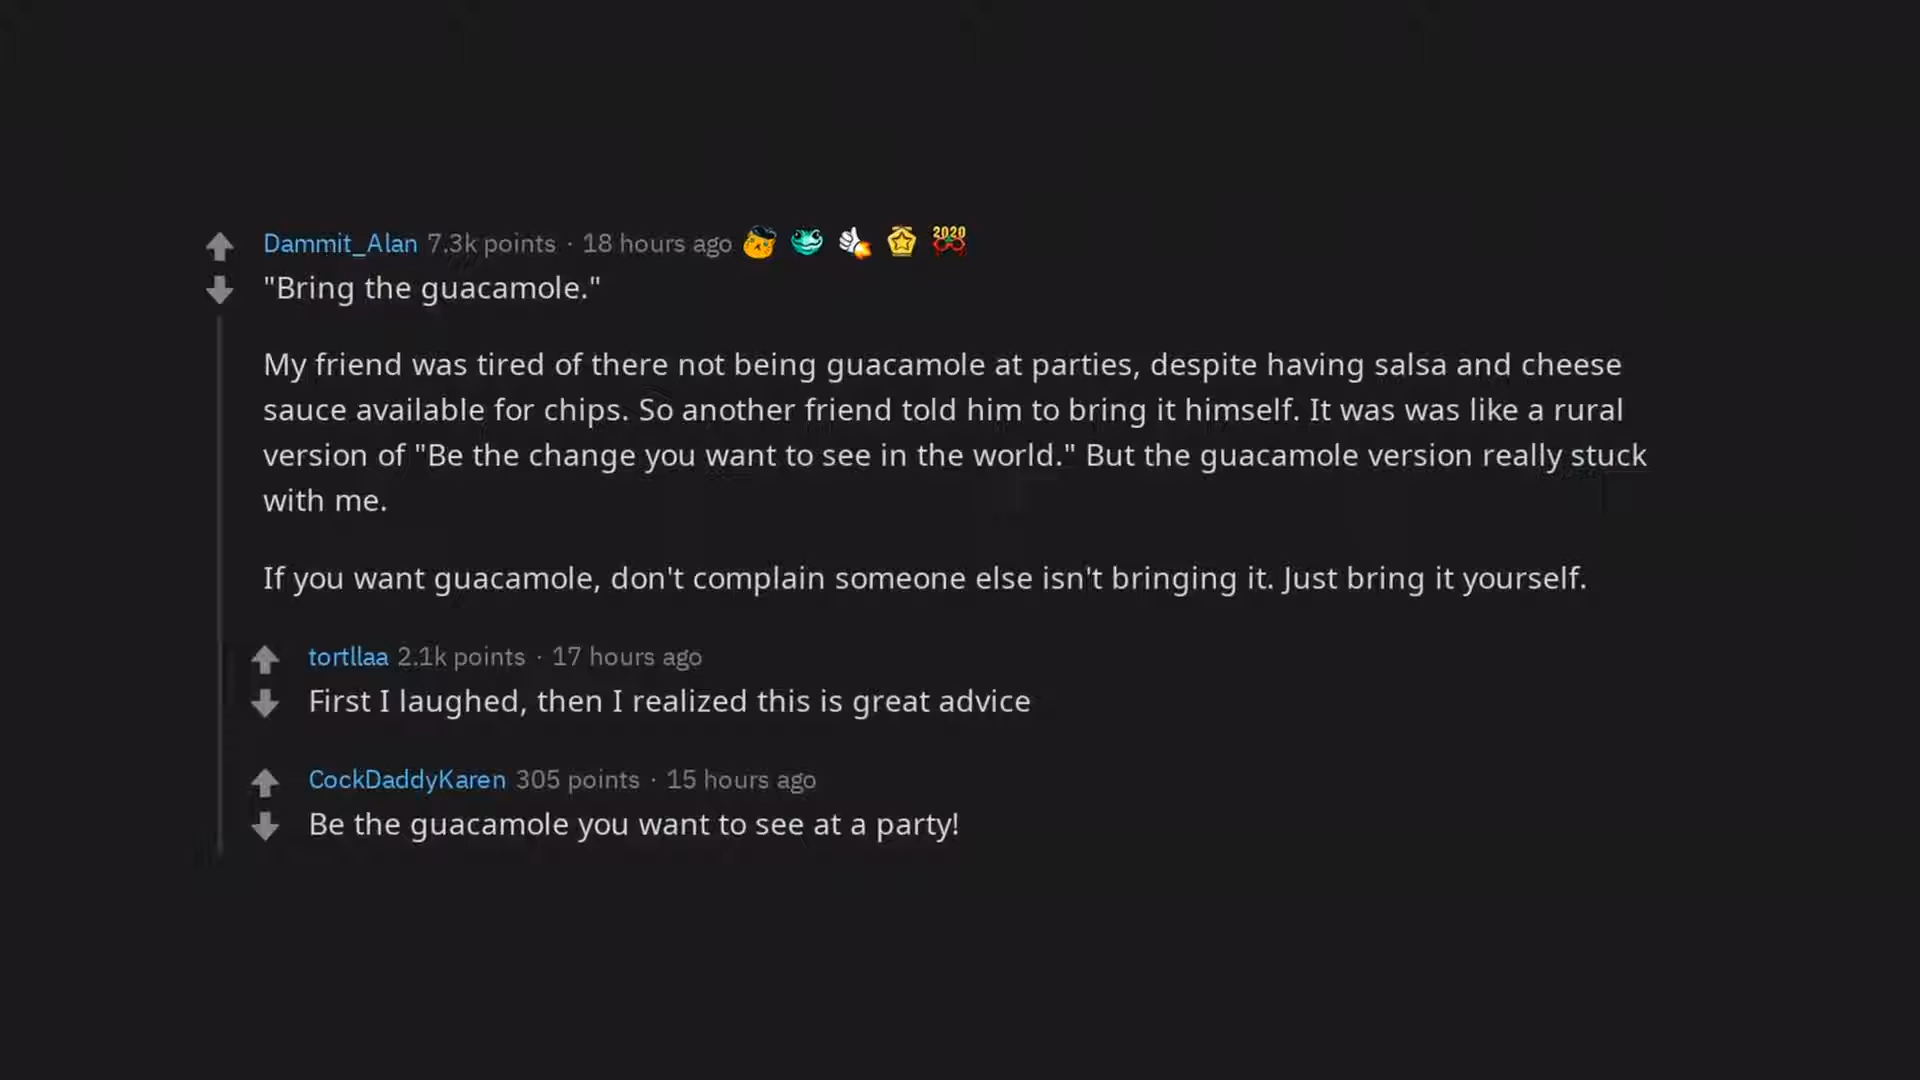 Dammit_Alan 7.3k points · 18 hours ago 2020
"Bring the guacamole."
My friend was tired of there not being guacamole at parties, despite having salsa and cheese
sauce available for chips. So another friend told him to bring it himself. It was was like a rural
version of "Be the change you want to see in the world." But the guacamole version really stuck
with me.
If you want guacamole, don't complain someone else isn't bringing it. Just bring it yourself.
tortllaa 2.1k points · 17 hours ago
First I laughed, then I realized this is great advice
CockDaddyKaren 305 points · 15 hours ago
Be the guacamole you want to see at a party!